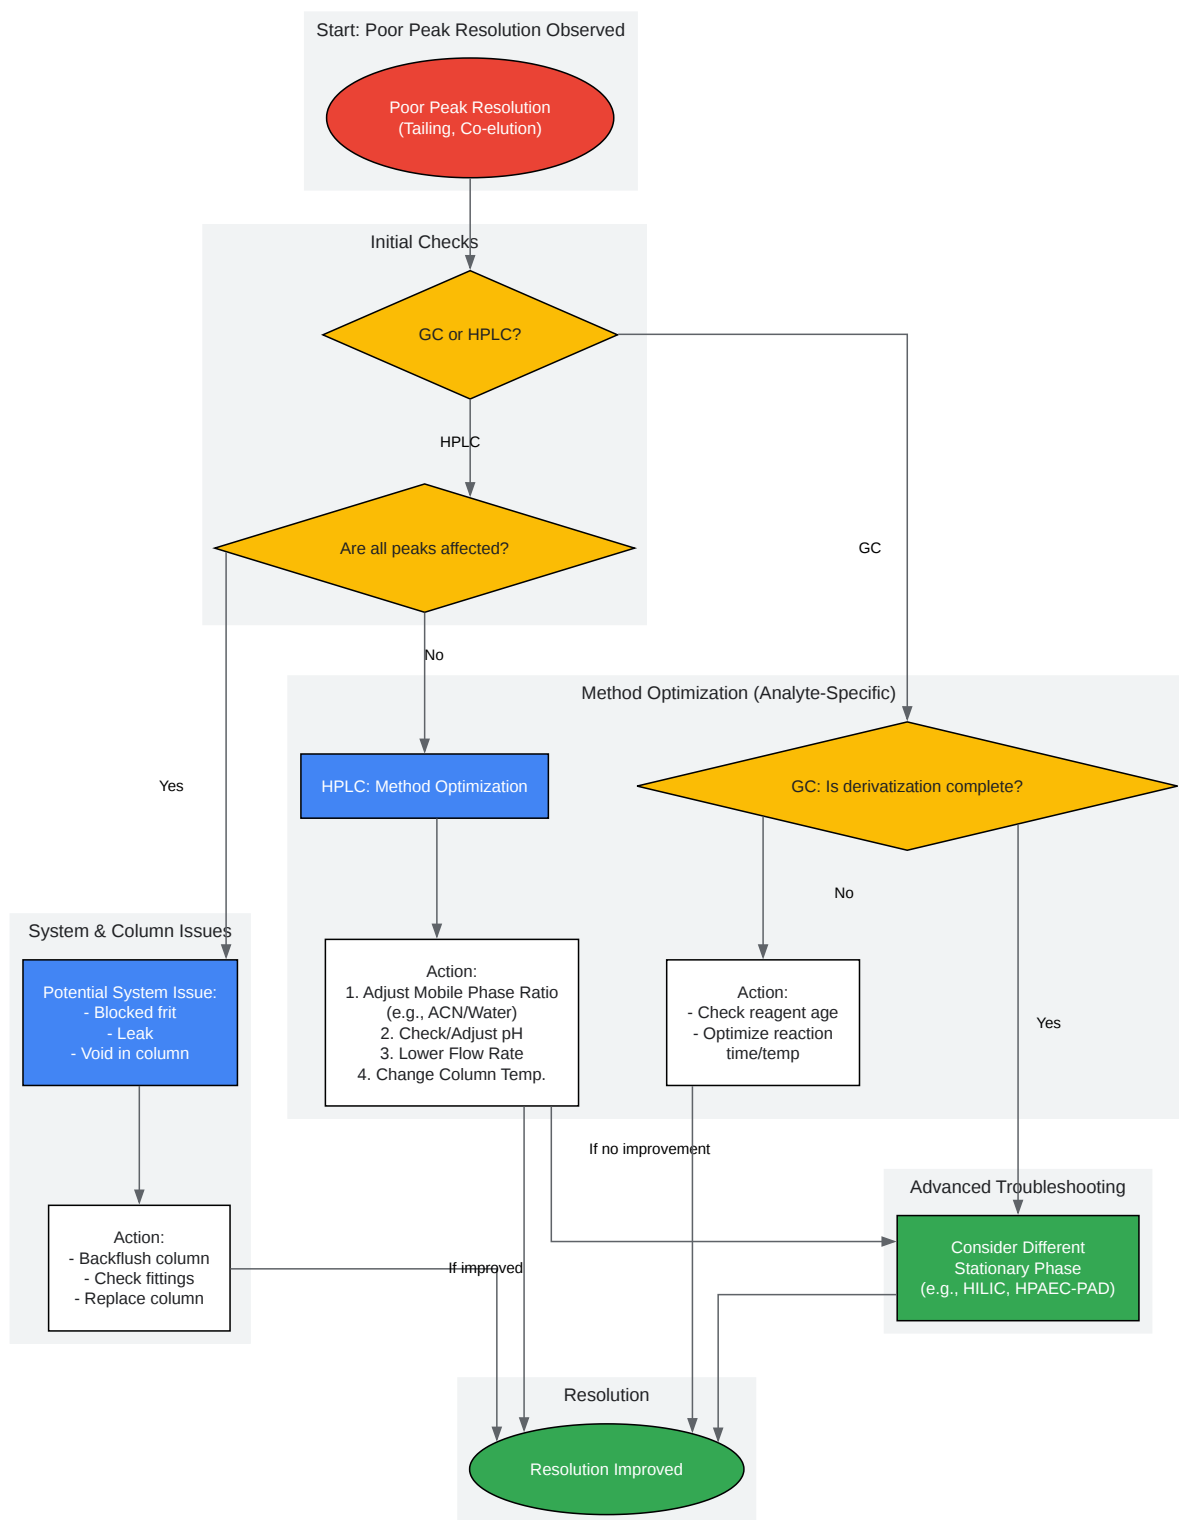 Start: Poor Peak Resolution Observed
Poor Peak Resolution
(Tailing, Co-elution)
Initial Checks
GC or HPLC?
HPLC
Are all peaks affected?
GC
No
Method Optimization (Analyte-Specific)
Yes
HPLC: Method Optimization
GC: Is derivatization complete?
No
System & Column Issues
Potential System Issue:
- Blocked frit
- Leak
- Void in column
Action:
1. Adjust Mobile Phase Ratio
(e.g., ACN/Water)
2. Check/Adjust pH
3. Lower Flow Rate
4. Change Column Temp.
Action:
- Check reagent age
- Optimize reaction
time/temp
Yes
If no improvement
Advanced Troubleshooting
Action:
- Backflush column
- Check fittings
- Replace column
If improved
Consider Different
Stationary Phase
(e.g., HILIC, HPAEC-PAD)
Resolution
Resolution Improved